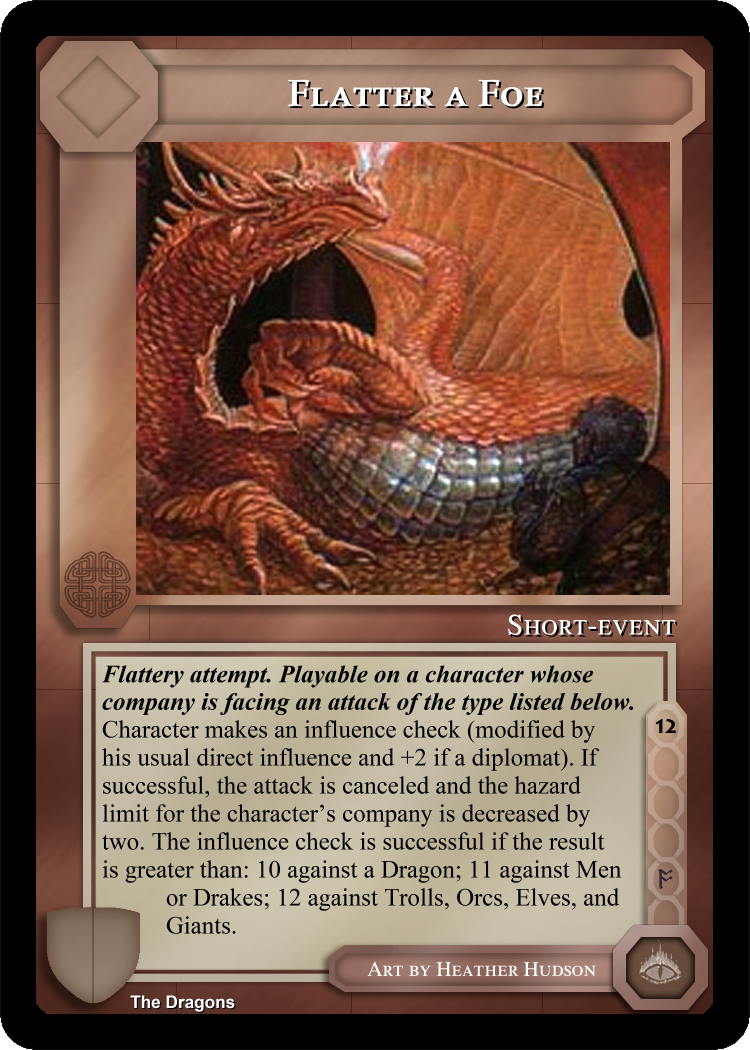 Flatter a Foe
Short-event
Flattery attempt. Playable on a character whose
company is facing an attack of the type listed below.
Character makes an influence check (modified by
his usual direct influence and +2 if a diplomat). If
successful, the attack is canceled and the hazard
limit for the character’s company is decreased by
two. The influence check is successful if the result
is greater than: 10 against a Dragon; 11 against Men
or Drakes; 12 against Trolls, Orcs, Elves, and
Giants.
12
Art by Heather Hudson
The Dragons